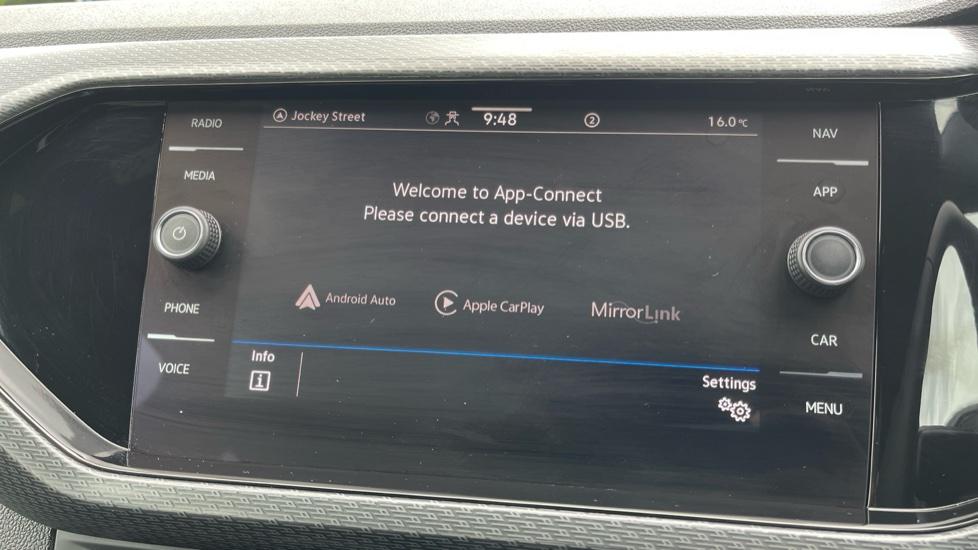 RADIO
MEDIA
PHONE
VOICE
Jockey Street
9:48
2
16.0°C
Welcome to App-Connect
Please connect a device via USB.
Android Auto
Apple CarPlay
MirrorLink
Info
i
Settings
NAV
APP
CAR
MENU